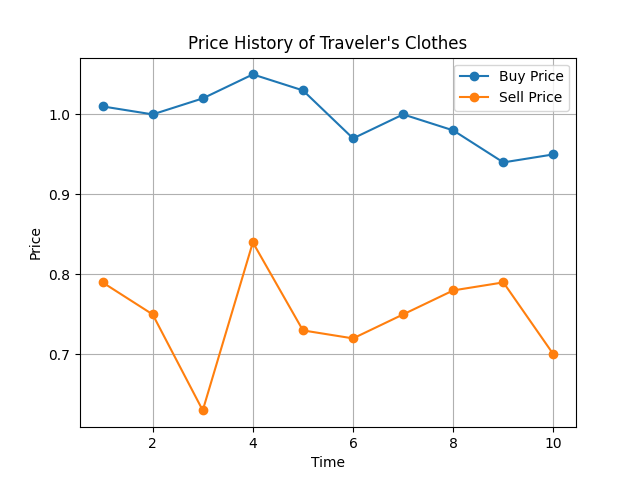 Price History of Traveler's Clothes
Buy Price
Sell Price
Price
1.0
0.9
0.8
0.7
2 4 6 8 10
Time